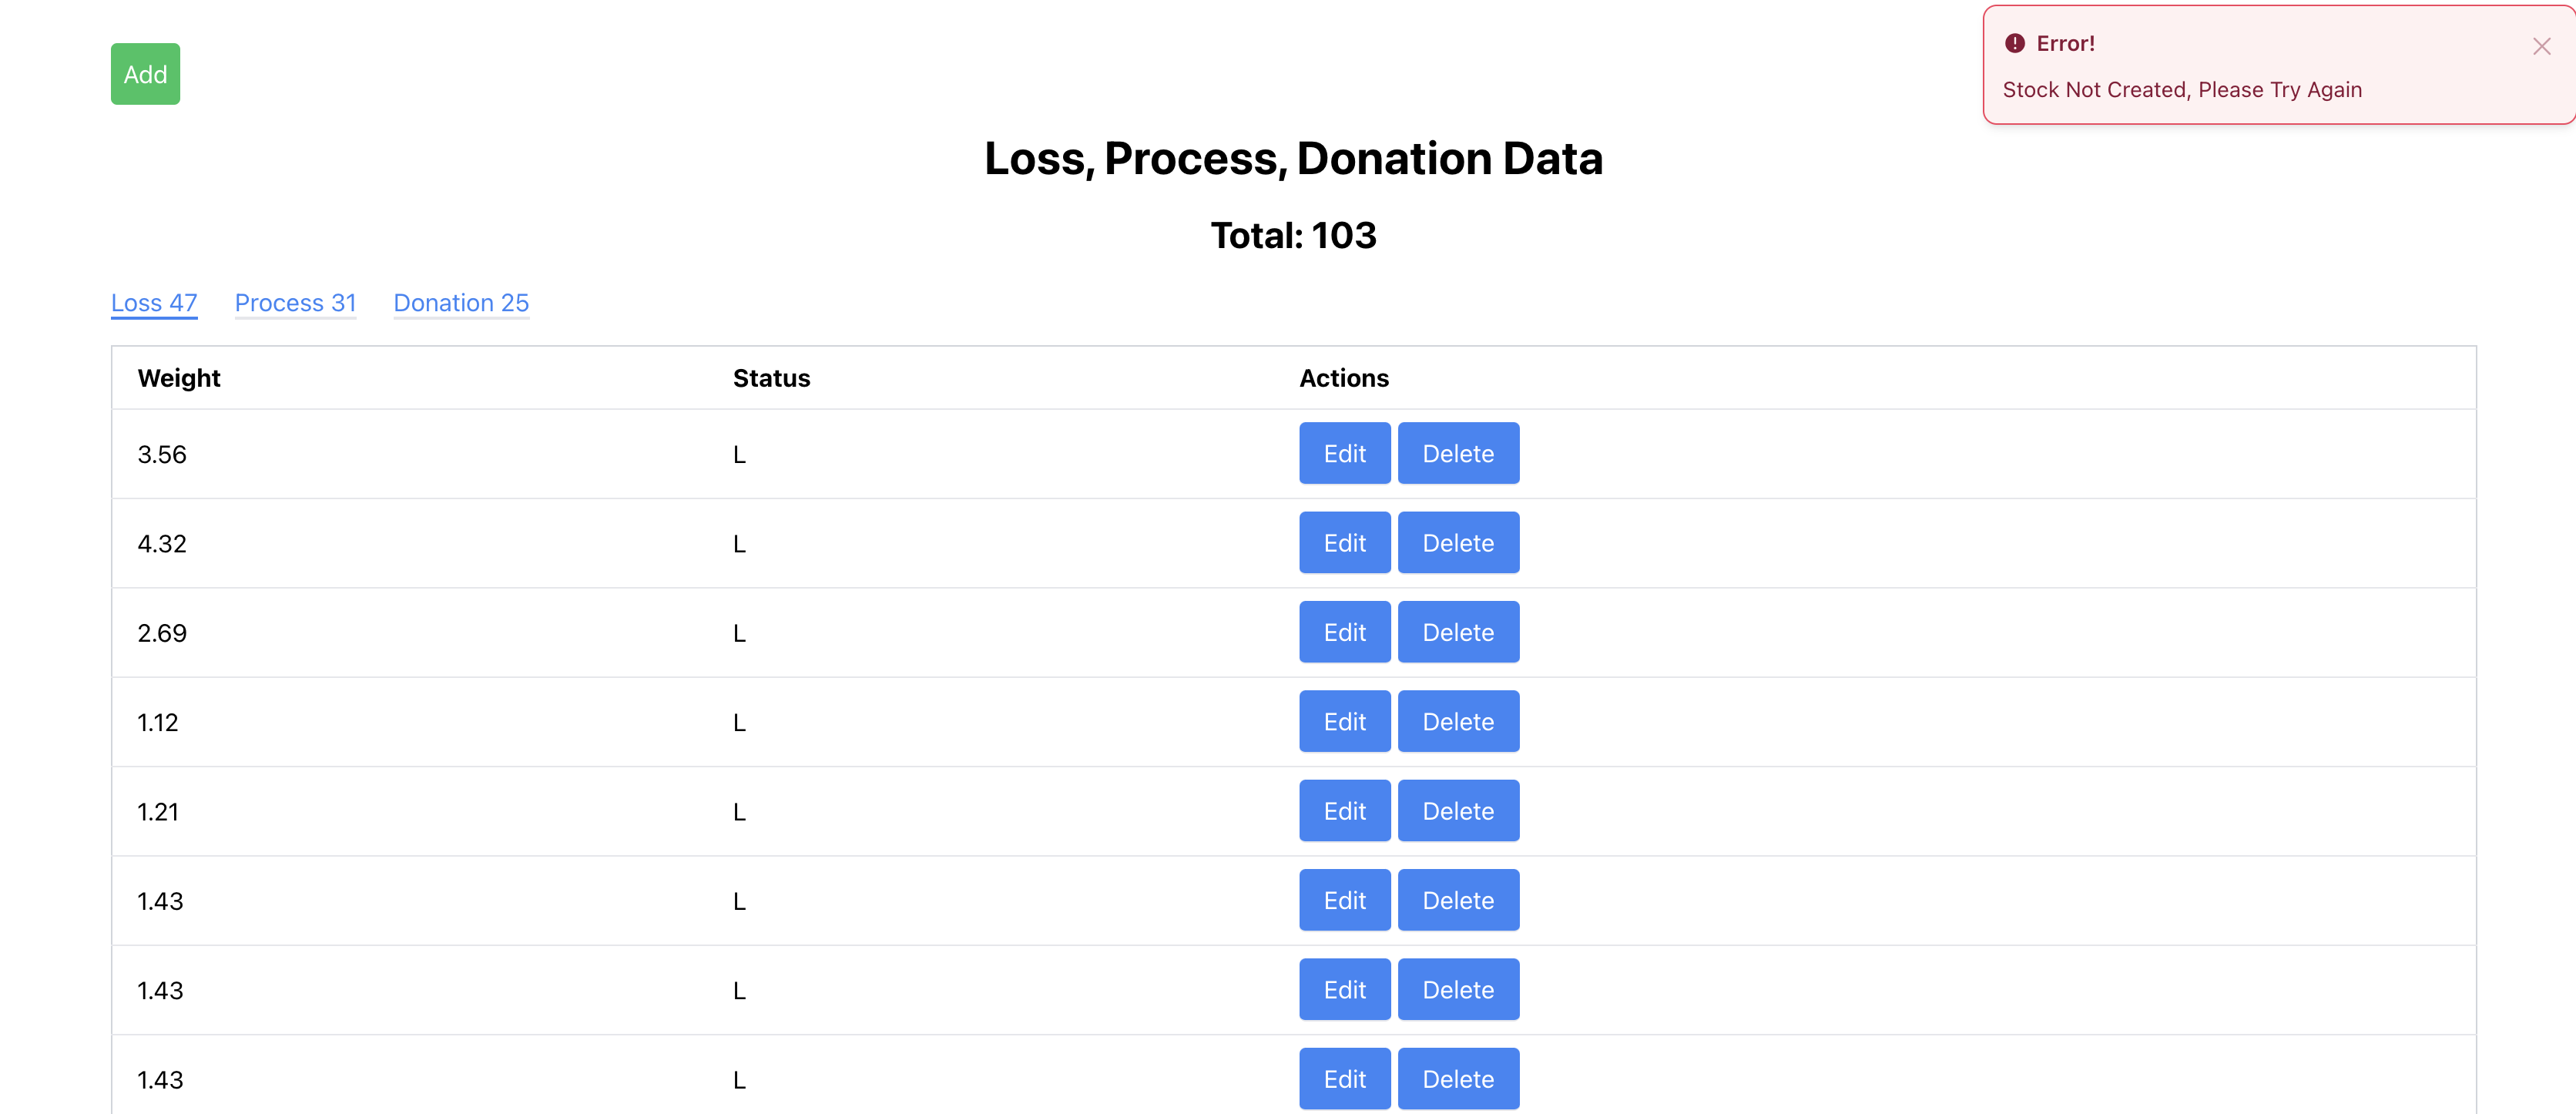 Add
Error!
Stock Not Created, Please Try Again
Loss, Process, Donation Data
Total: 103
Loss 47 Process 31 Donation 25
Weight Status Actions
3.56 L Edit Delete
4.32 L Edit Delete
2.69 L Edit Delete
1.12 L Edit Delete
1.21 L Edit Delete
1.43 L Edit Delete
1.43 L Edit Delete
1.43 L Edit Delete